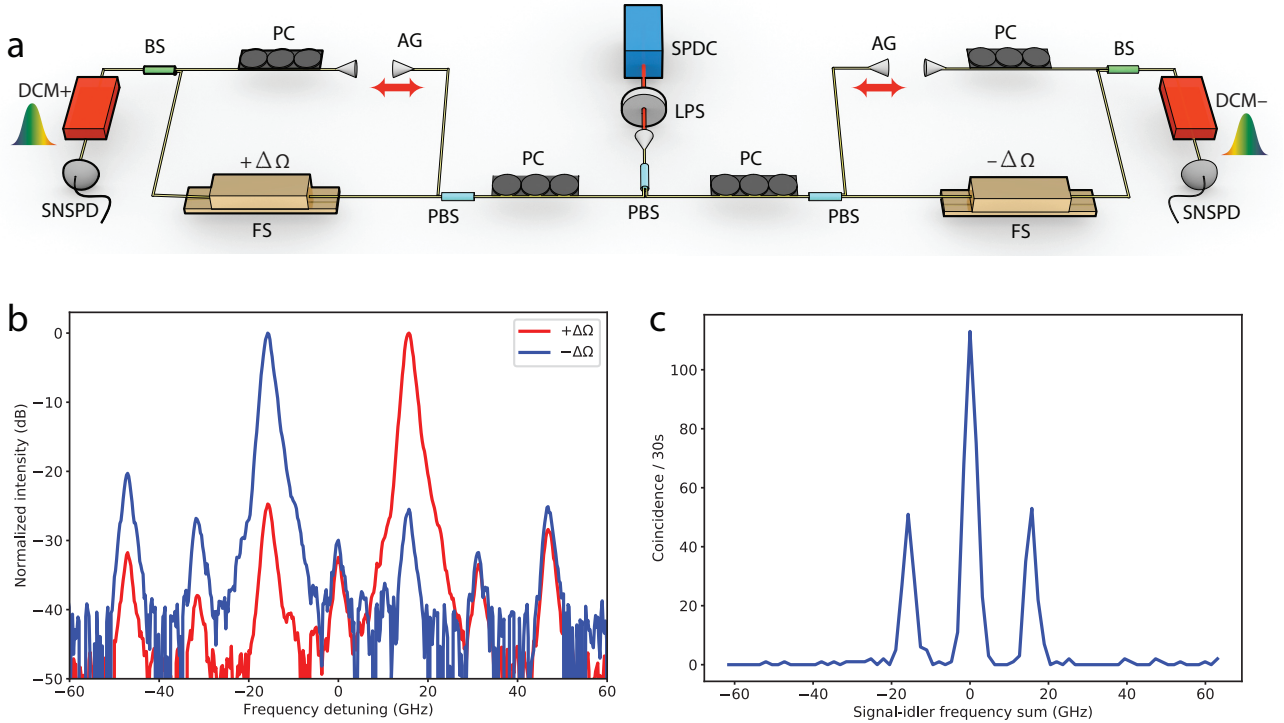 a
BS
PC
AG
SPDC
AG
PC
BS
DCM+
LPS
DCM−
+ΔΩ
PC
PC
−ΔΩ
SNSPD
FS
PBS
PBS
PBS
FS
SNSPD
b
Normalized intensity (dB)
0
−10
−20
−30
−40
−50
+ΔΩ
−ΔΩ
−60
−40
−20
0
20
40
60
Frequency detuning (GHz)
c
Coincidence / 30s
100
80
60
40
20
0
−60
−40
−20
0
20
40
60
Signal-idler frequency sum (GHz)